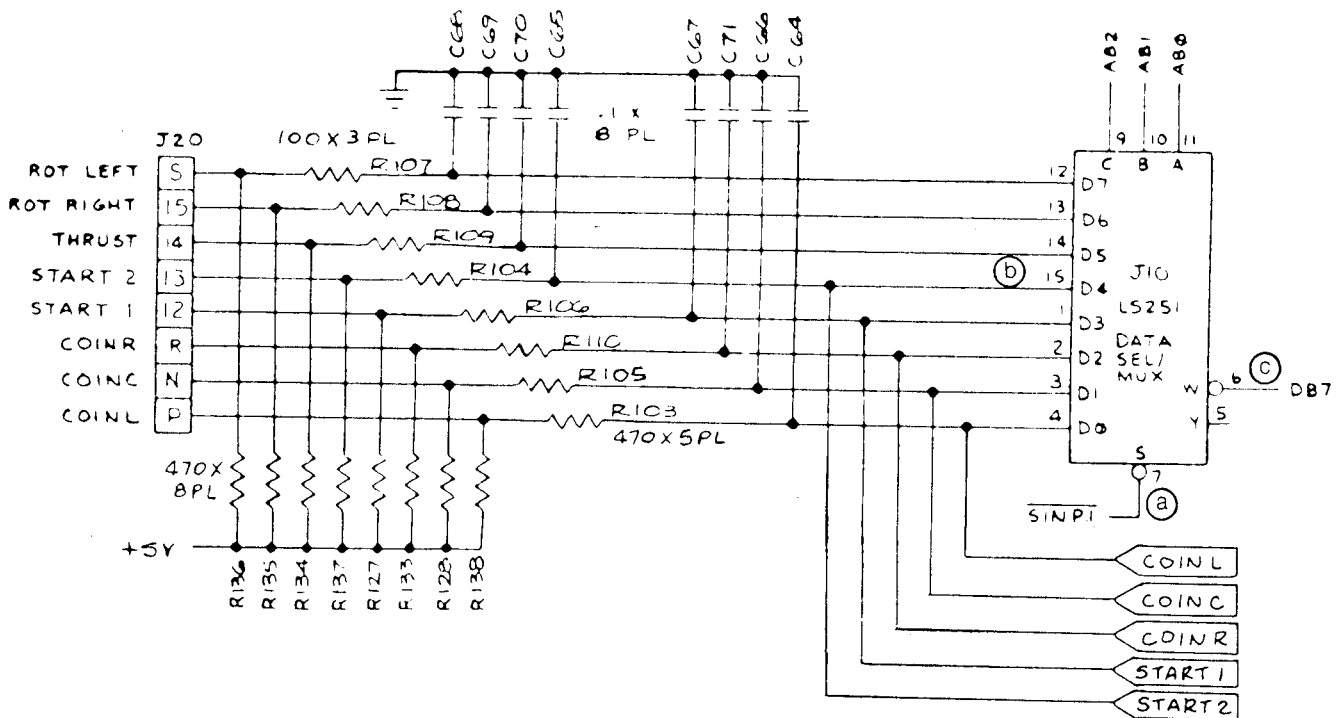 C68
C69
C70
C65
C67
C71
C66
C64
AB2
AB1
AB0
.1 X
8 PL
J20
100 X 3 PL
9
10
11
C
B
A
ROT LEFT
S
R107
12
D7
ROT RIGHT
15
R108
13
D6
THRUST
14
R109
14
D5
START 2
13
R104
b
15
D4
J10
START 1
12
R106
1
D3
LS251
COINR
R
R110
2
D2
DATA
SEL/
MUX
COINC
N
R105
3
D1
W
6
c
DB7
COINL
P
R103
4
D0
Y
5
470 X 5 PL
S
7
470 X
8 PL
SINP1
a
+5V
R136
R135
R134
R137
R127
R133
R128
R138
COINL
COINC
COINR
START 1
START 2